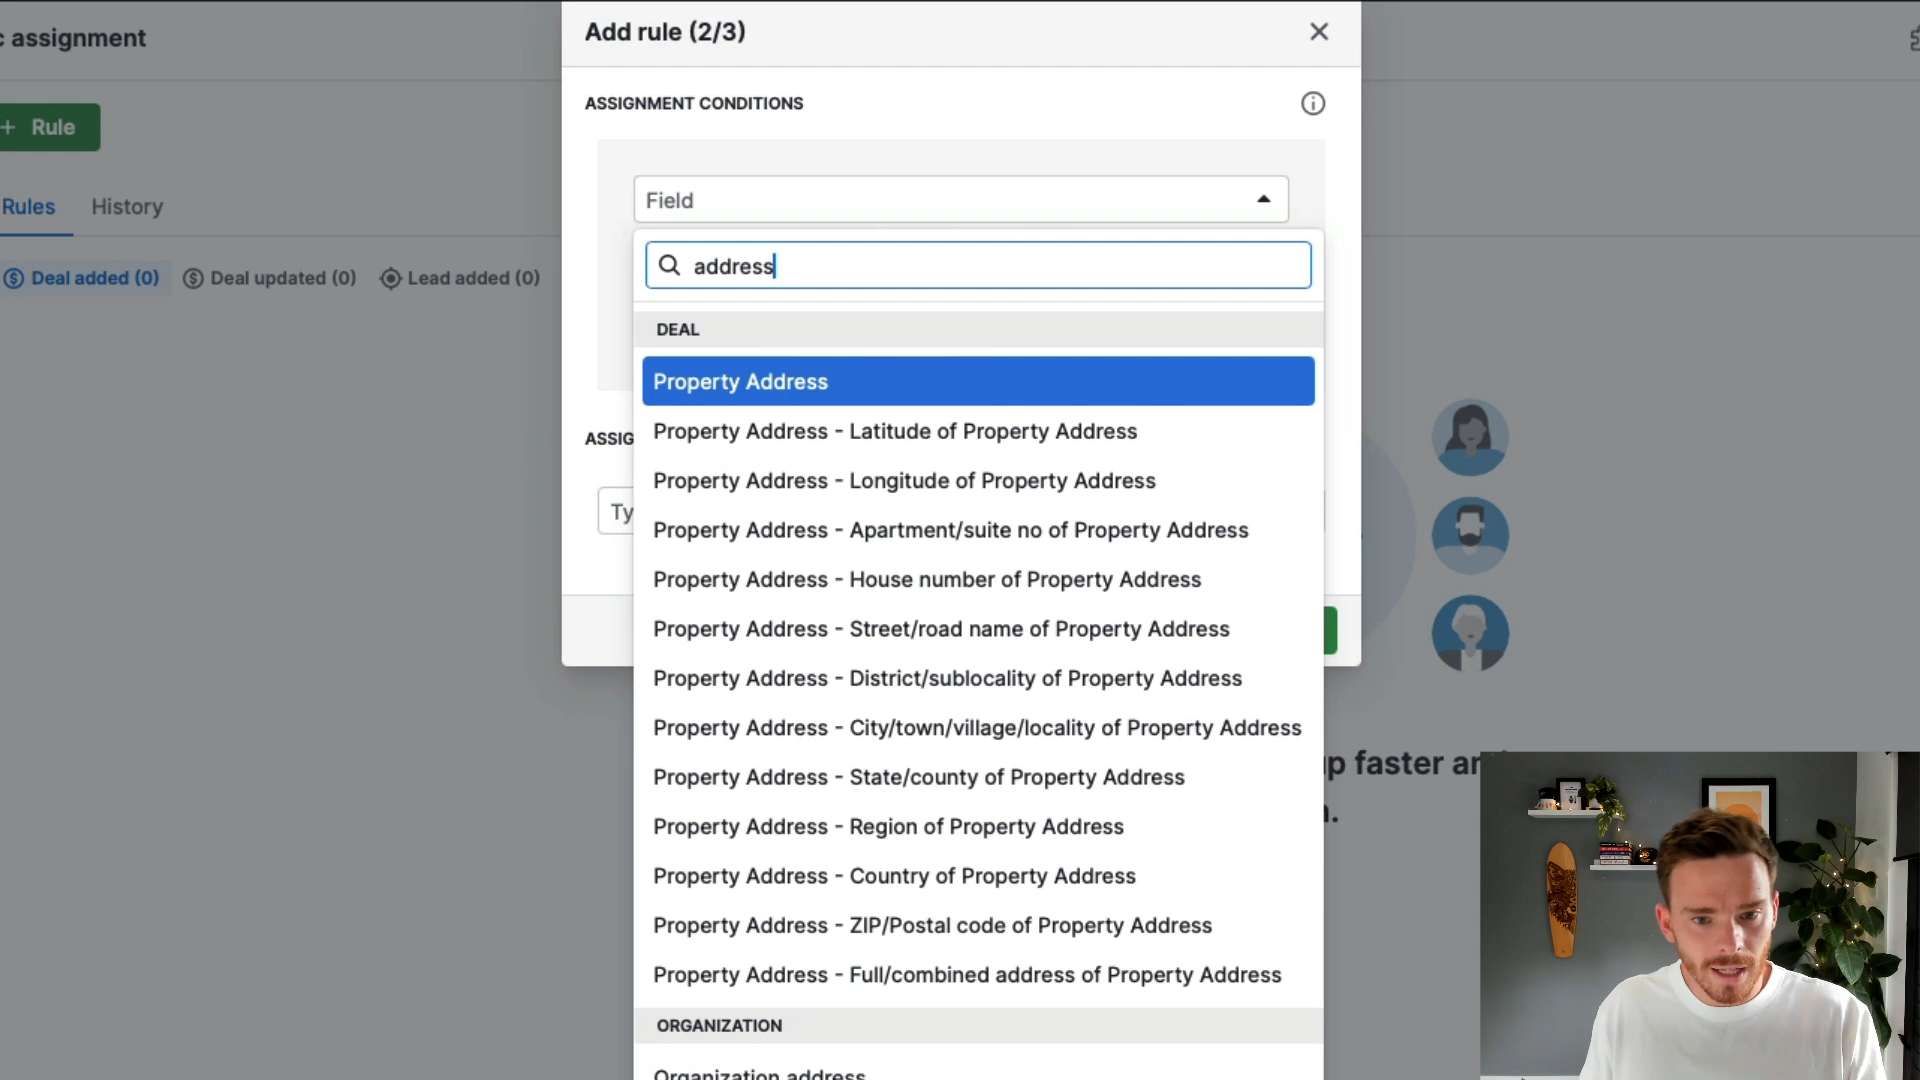 c assignment
Add rule (2/3)
+ Rule
ASSIGNMENT CONDITIONS
Field
Rules
History
address
Deal added (0)
Deal updated (0)
Lead added (0)
DEAL
Property Address
Property Address - Latitude of Property Address
ASSIG
Property Address - Longitude of Property Address
Ty
Property Address - Apartment/suite no of Property Address
Property Address - House number of Property Address
Property Address - Street/road name of Property Address
Property Address - District/sublocality of Property Address
Property Address - City/town/village/locality of Property Address
up faster an
Property Address - State/county of Property Address
Property Address - Region of Property Address
Property Address - Country of Property Address
Property Address - ZIP/Postal code of Property Address
Property Address - Full/combined address of Property Address
ORGANIZATION
Organization address